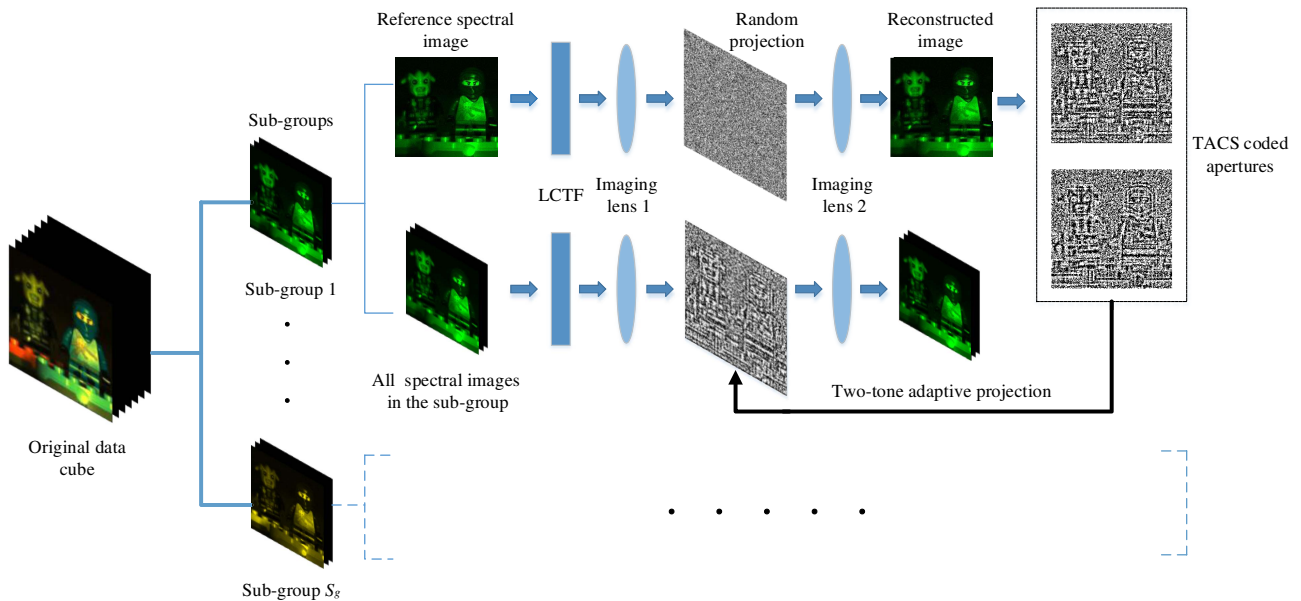 Reference spectral
image
Random
projection
Reconstructed
image
Sub-groups
TACS coded
apertures
LCTF
Imaging
lens 1
Imaging
lens 2
Sub-group 1
All spectral images
in the sub-group
Two-tone adaptive projection
Original data
cube
Sub-group Sg